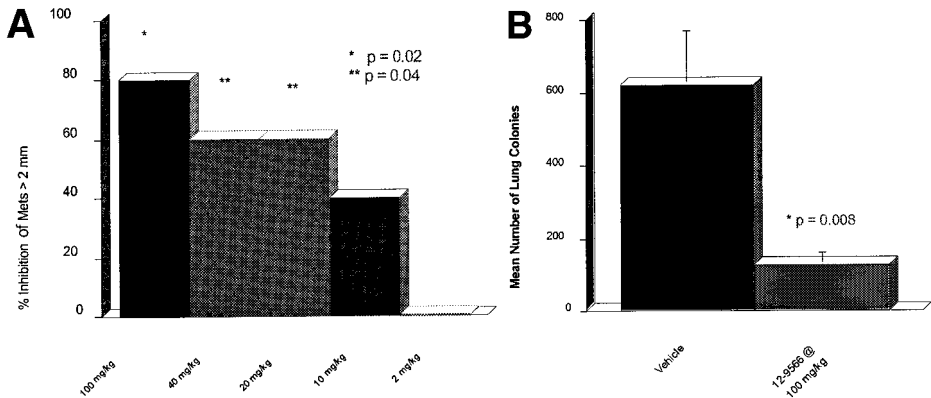 A
% Inhibition of Mets > 2 mm
100
80
60
40
20
0
*
**
**
* p = 0.02
** p = 0.04
100 mg/kg
40 mg/kg
20 mg/kg
10 mg/kg
2 mg/kg
B
Mean Number of Lung Colonies
800
600
400
200
0
* p = 0.008
Vehicle
12-9566 @
100 mg/kg